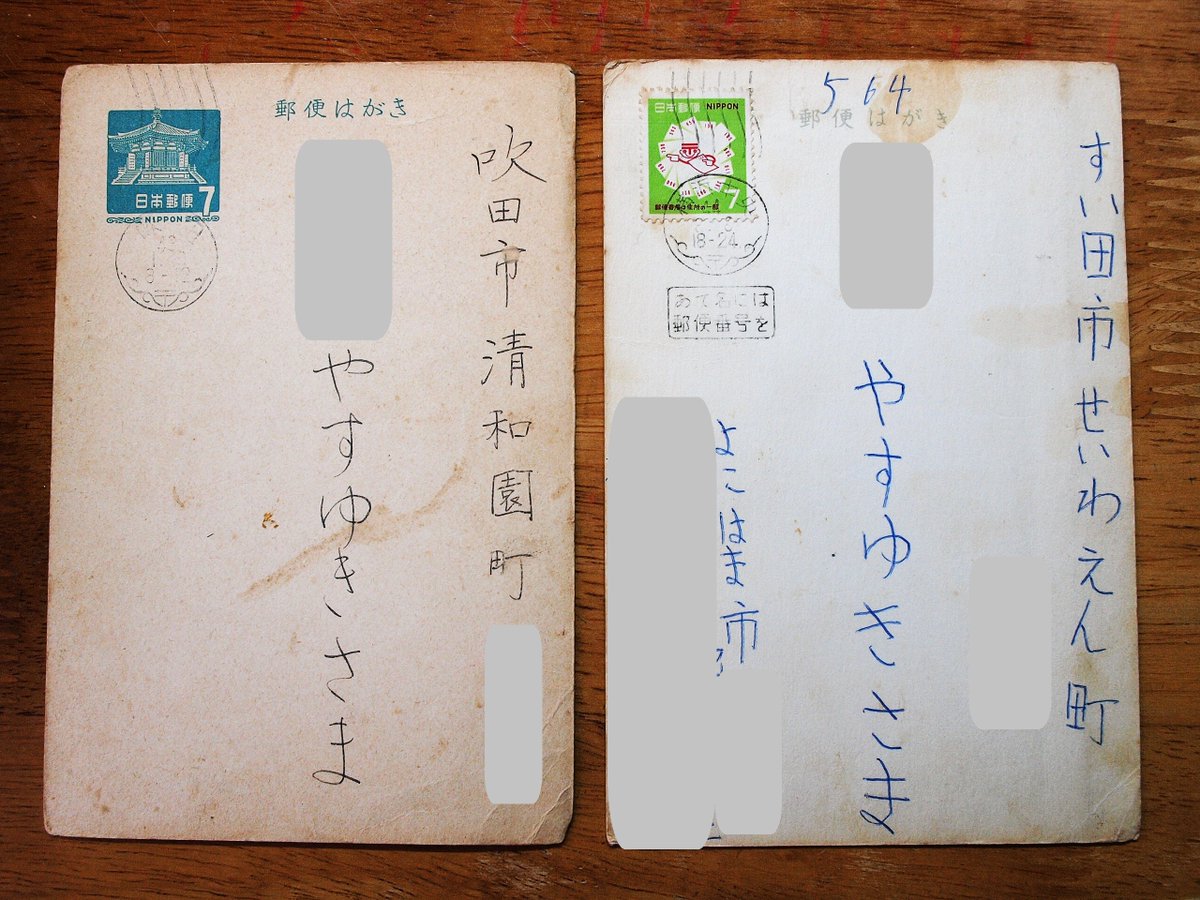 郵便はがき
日本郵便
7
NIPPON
吹田市清和園町
やすゆきさま
日本郵便 NIPPON
7
18-24
あて名には
郵便番号を
564
郵便はがき
すい田市せいわえん町
やすゆきさま
よこはま市